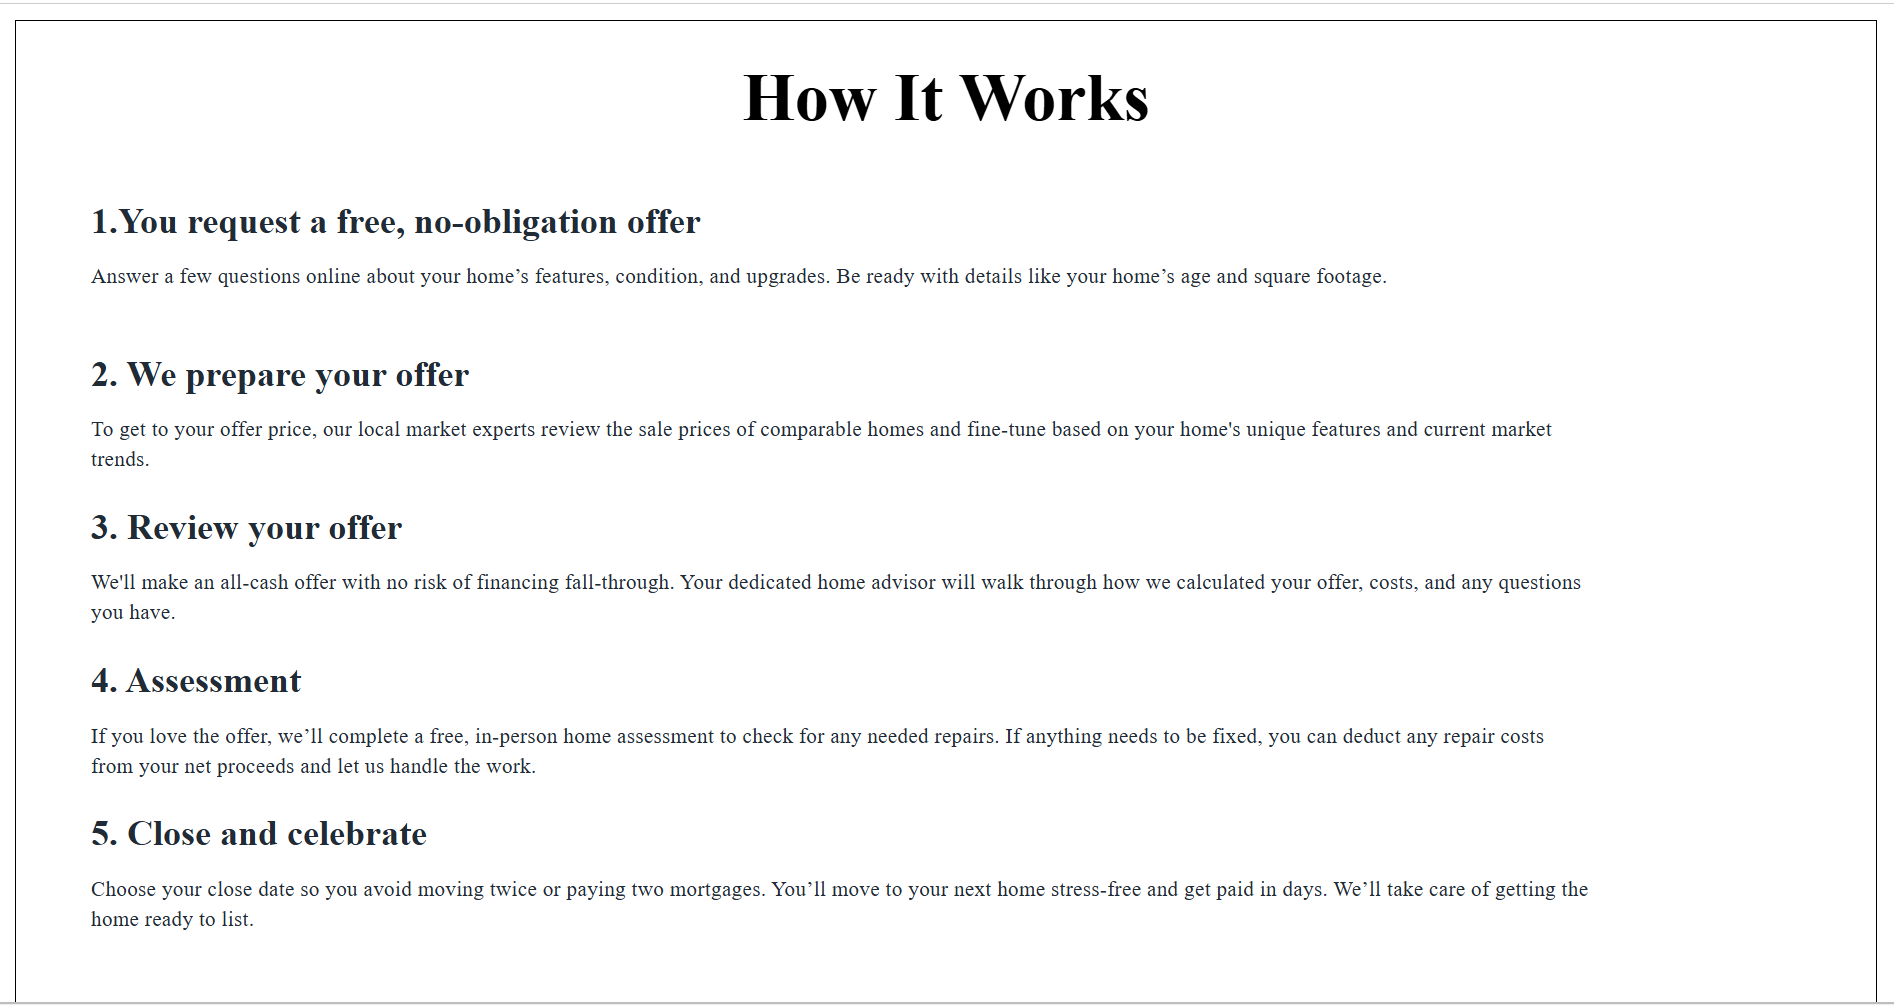 How It Works
1.You request a free, no-obligation offer
Answer a few questions online about your home’s features, condition, and upgrades. Be ready with details like your home’s age and square footage.
2. We prepare your offer
To get to your offer price, our local market experts review the sale prices of comparable homes and fine-tune based on your home's unique features and current market
trends.
3. Review your offer
We'll make an all-cash offer with no risk of financing fall-through. Your dedicated home advisor will walk through how we calculated your offer, costs, and any questions
you have.
4. Assessment
If you love the offer, we’ll complete a free, in-person home assessment to check for any needed repairs. If anything needs to be fixed, you can deduct any repair costs
from your net proceeds and let us handle the work.
5. Close and celebrate
Choose your close date so you avoid moving twice or paying two mortgages. You’ll move to your next home stress-free and get paid in days. We’ll take care of getting the
home ready to list.